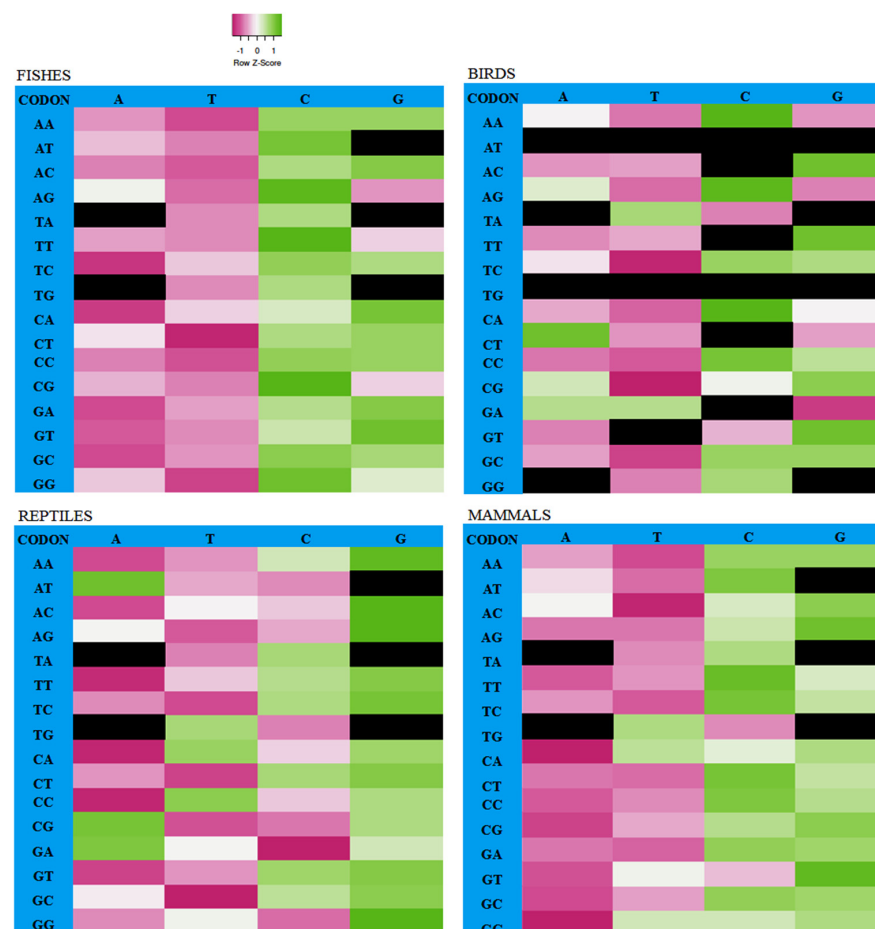 -1 0 1
Row Z-Score
FISHES
CODON A T C G
AA
AT
AC
AG
TA
TT
TC
TG
CA
CT
CC
CG
GA
GT
GC
GG
BIRDS
CODON A T C G
AA
AT
AC
AG
TA
TT
TC
TG
CA
CT
CC
CG
GA
GT
GC
GG
REPTILES
CODON A T C G
AA
AT
AC
AG
TA
TT
TC
TG
CA
CT
CC
CG
GA
GT
GC
GG
MAMMALS
CODON A T C G
AA
AT
AC
AG
TA
TT
TC
TG
CA
CT
CC
CG
GA
GT
GC
GG